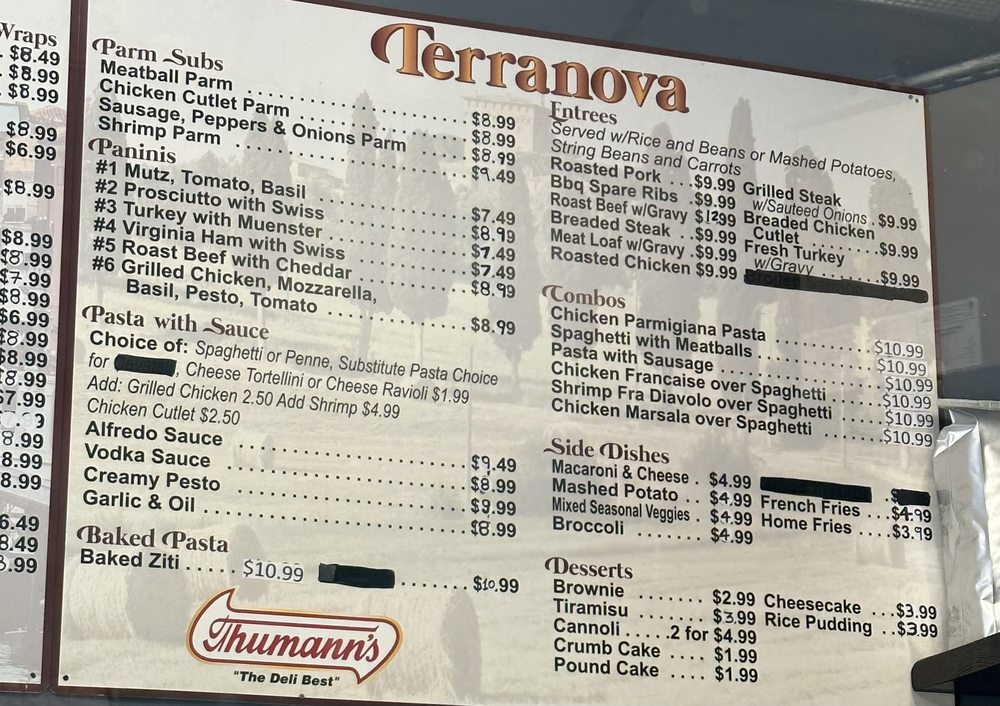 Wraps
$8.49
$8.99
$8.99
$8.99
$6.99
$8.99
$8.99
$8.99
$7.99
$8.99
$6.99
$8.99
$8.99
$8.99
$7.99
8.99
8.99
8.99
6.49
8.49
Terranova
Parm Subs
Meatball Parm $8.99
Chicken Cutlet Parm $8.99
Sausage, Peppers & Onions Parm $8.99
Shrimp Parm $9.49
Paninis
#1 Mutz, Tomato, Basil $7.49
#2 Prosciutto with Swiss $8.99
#3 Turkey with Muenster $7.49
#4 Virginia Ham with Swiss $7.49
#5 Roast Beef with Cheddar $8.99
#6 Grilled Chicken, Mozzarella,
Basil, Pesto, Tomato $8.99
Pasta with Sauce
Choice of: Spaghetti or Penne, Substitute Pasta Choice
for , Cheese Tortellini or Cheese Ravioli $1.99
Add: Grilled Chicken 2.50 Add Shrimp $4.99
Chicken Cutlet $2.50
Alfredo Sauce $9.49
Vodka Sauce $8.99
Creamy Pesto
Garlic & Oil $8.99
Baked Pasta
Baked Ziti ..... $10.99 ....... $10.99
Thumann's
"The Deli Best"
Entrees
Served w/Rice and Beans or Mashed Potatoes,
String Beans and Carrots
Roasted Pork ...$9.99
Bbq Spare Ribs .$9.99
Roast Beef w/Gravy $1299
Breaded Steak ..$9.99
Meat Loaf w/Gravy .$9.99
Roasted Chicken $9.99
Grilled Steak
w/Sauteed Onions .$9.99
Breaded Chicken
Cutlet $9.99
Fresh Turkey
w/Gravy $9.99
Combos
Chicken Parmigiana Pasta $10.99
Spaghetti with Meatballs $10.99
Pasta with Sausage $10.99
Chicken Francaise over Spaghetti $10.99
Shrimp Fra Diavolo over Spaghetti $10.99
Chicken Marsala over Spaghetti $10.99
Side Dishes
Macaroni & Cheese . $4.99
Mashed Potato .. $4.99 French Fries ...$4.99
Mixed Seasonal Veggies . $4.99 Home Fries ....$3.99
Broccoli ....... $4.99
Desserts
Brownie ....... $2.99 Cheesecake ...$3.99
Tiramisu ....... $3.99 Rice Pudding ..$3.99
Cannoli .....2 for $4.99
Crumb Cake .... $1.99
Pound Cake .... $1.99